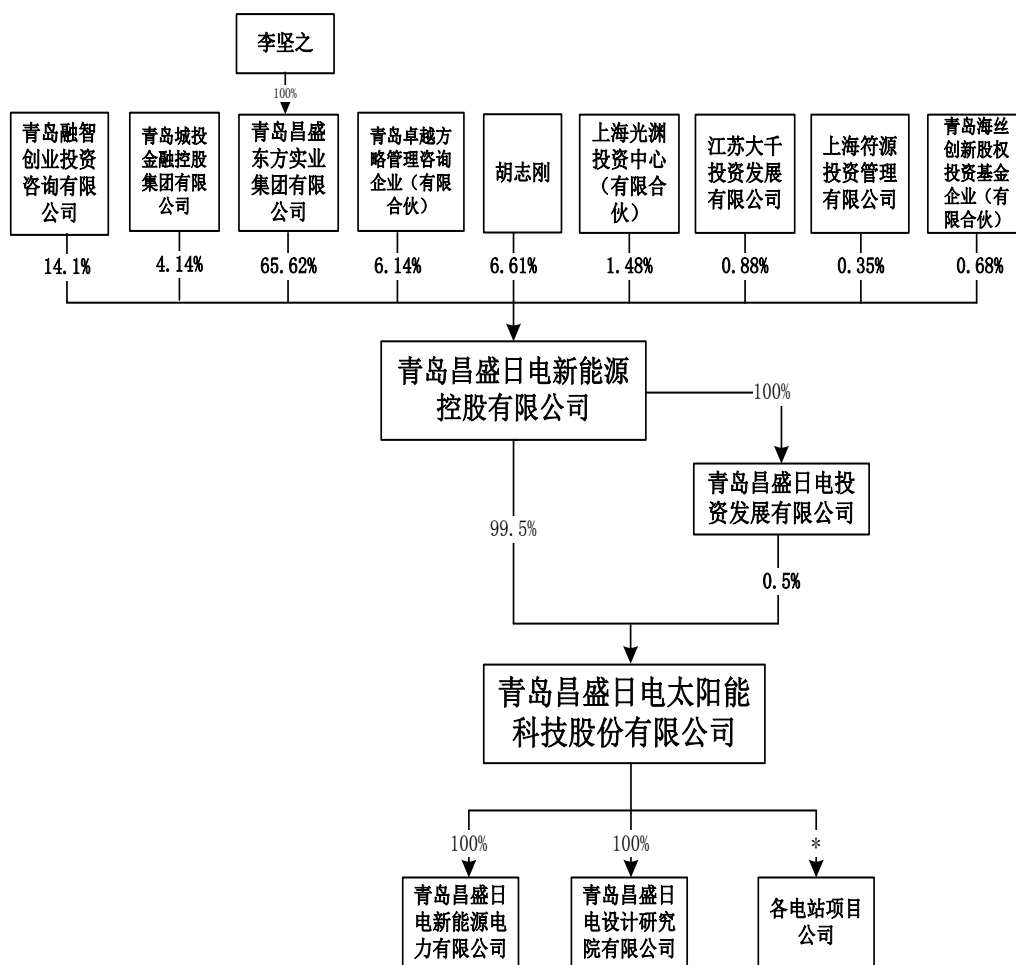 李坚之
100%
青岛融智
创业投资
咨询有限
公司
青岛城投
金融控股
集团有限
公司
青岛昌盛
东方实业
集团有限
公司
青岛卓越方
略管理咨询
企业（有限
合伙）
胡志刚
上海光渊
投资中心
（有限合
伙）
江苏大千
投资发展
有限公司
上海符源
投资管理
有限公司
青岛海丝
创新股权
投资基金
企业（有
限合伙）
14.1%
4.14%
65.62%
6.14%
6.61%
1.48%
0.88%
0.35%
0.68%
青岛昌盛日电新能源
控股有限公司
100%
青岛昌盛日电投
资发展有限公司
99.5%
0.5%
青岛昌盛日电太阳能
科技股份有限公司
100%
100%
*
青岛昌盛日
电新能源电
力有限公司
青岛昌盛日
电设计研究
院有限公司
各电站项目
公司